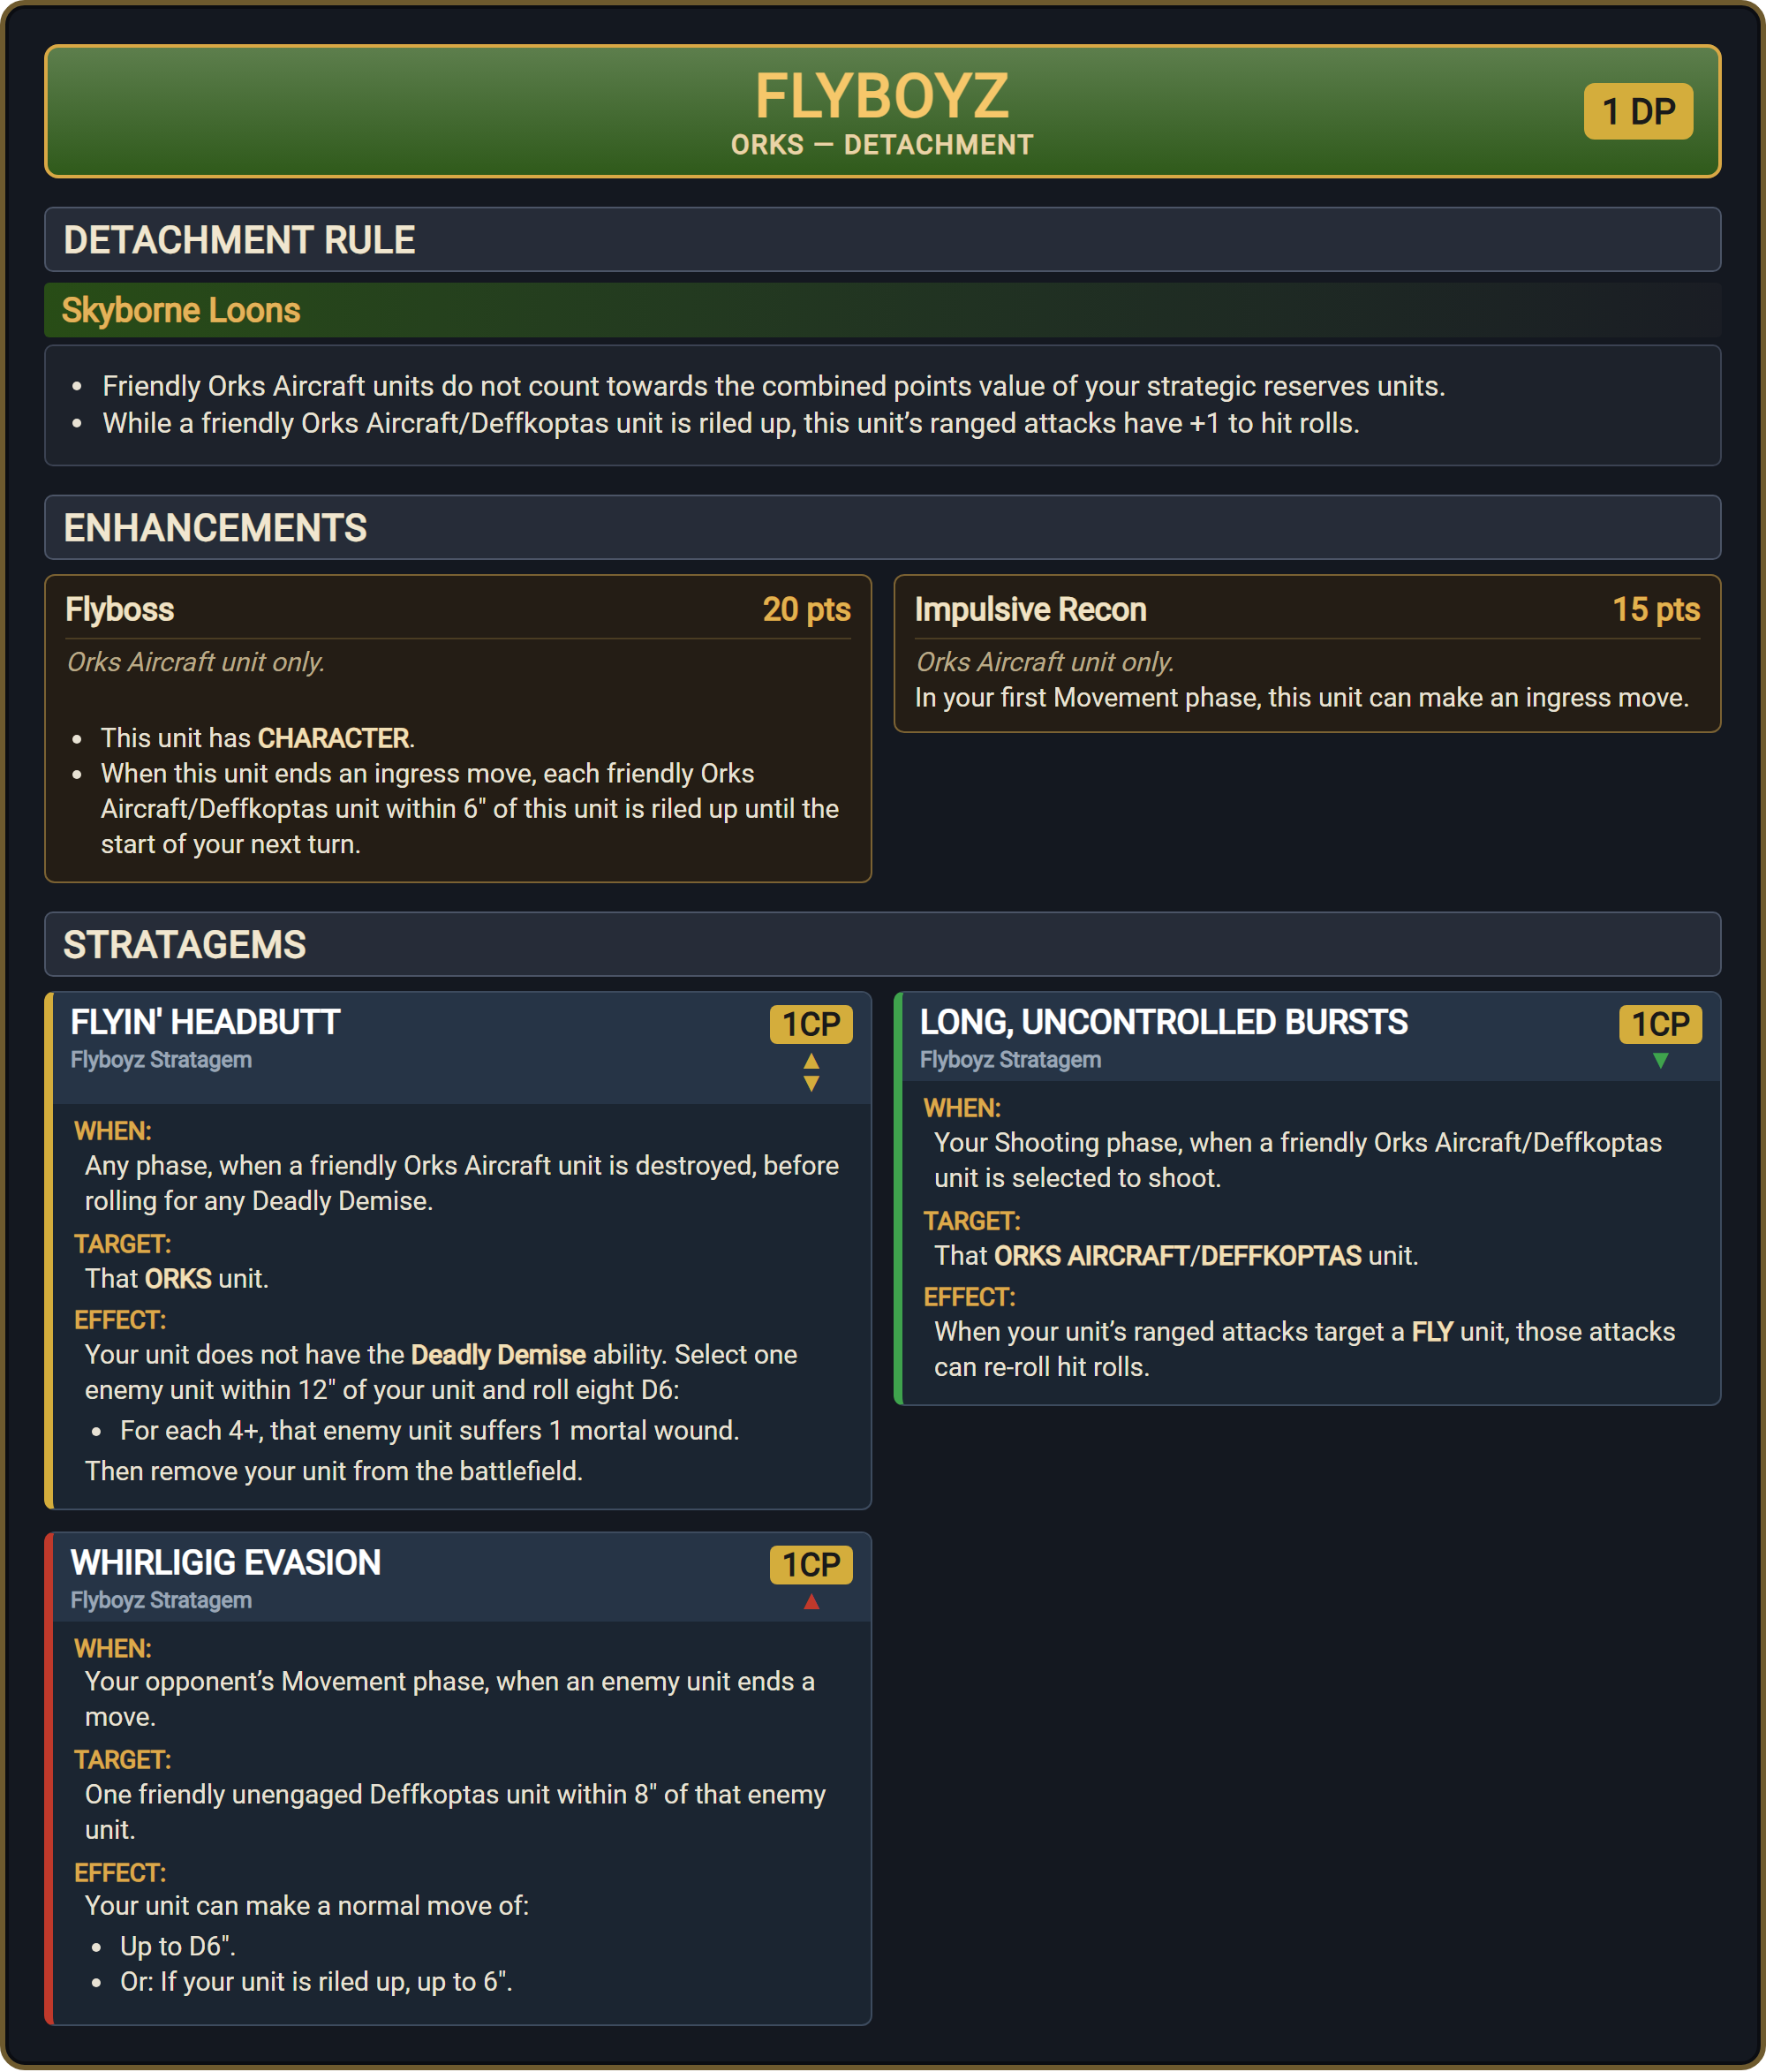 FLYBOYZ
ORKS — DETACHMENT
1 DP
DETACHMENT RULE
Skyborne Loons
• Friendly Orks Aircraft units do not count towards the combined points value of your strategic reserves units.
• While a friendly Orks Aircraft/Deffkoptas unit is riled up, this unit’s ranged attacks have +1 to hit rolls.
ENHANCEMENTS
Flyboss 20 pts
Orks Aircraft unit only.
• This unit has CHARACTER.
• When this unit ends an ingress move, each friendly Orks
Aircraft/Deffkoptas unit within 6" of this unit is riled up until the
start of your next turn.
Impulsive Recon 15 pts
Orks Aircraft unit only.
In your first Movement phase, this unit can make an ingress move.
STRATAGEMS
FLYIN' HEADBUTT 1CP
Flyboyz Stratagem ▲
▼
WHEN:
Any phase, when a friendly Orks Aircraft unit is destroyed, before
rolling for any Deadly Demise.
TARGET:
That ORKS unit.
EFFECT:
Your unit does not have the Deadly Demise ability. Select one
enemy unit within 12" of your unit and roll eight D6:
• For each 4+, that enemy unit suffers 1 mortal wound.
Then remove your unit from the battlefield.
LONG, UNCONTROLLED BURSTS 1CP
Flyboyz Stratagem ▼
WHEN:
Your Shooting phase, when a friendly Orks Aircraft/Deffkoptas
unit is selected to shoot.
TARGET:
That ORKS AIRCRAFT/DEFFKOPTAS unit.
EFFECT:
When your unit’s ranged attacks target a FLY unit, those attacks
can re-roll hit rolls.
WHIRLIGIG EVASION 1CP
Flyboyz Stratagem ▲
WHEN:
Your opponent’s Movement phase, when an enemy unit ends a
move.
TARGET:
One friendly unengaged Deffkoptas unit within 8" of that enemy
unit.
EFFECT:
Your unit can make a normal move of:
• Up to D6".
• Or: If your unit is riled up, up to 6".